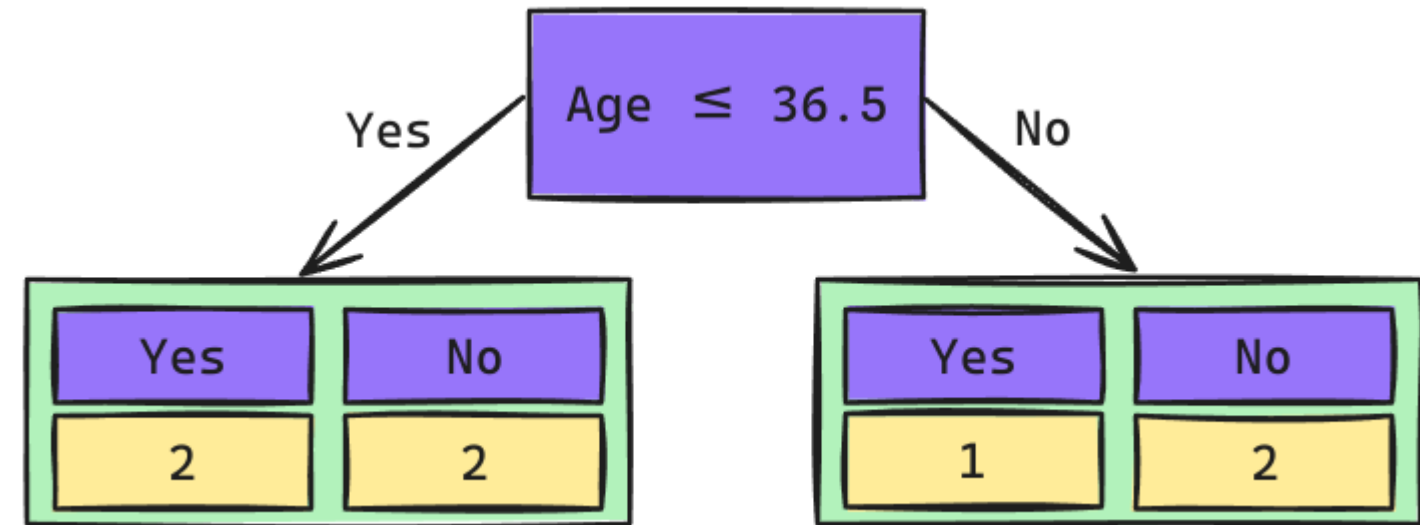 Age ≤ 36.5
Yes
No
Yes No
Yes No
2 2
1 2